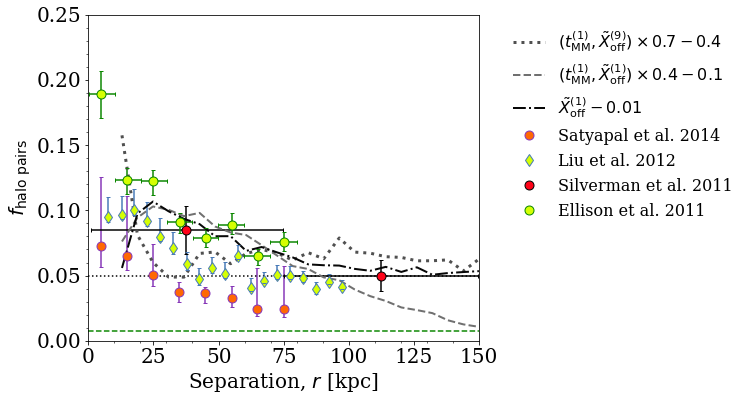 0.25
0.20
0.15
0.10
0.05
0.00
f_halo pairs
0 25 50 75 100 125 150
Separation, r [kpc]
(t_MM^(1), X̃_off^(9)) × 0.7 − 0.4
(t_MM^(1), X̃_off^(1)) × 0.4 − 0.1
X̃_off^(1) − 0.01
Satyapal et al. 2014
Liu et al. 2012
Silverman et al. 2011
Ellison et al. 2011